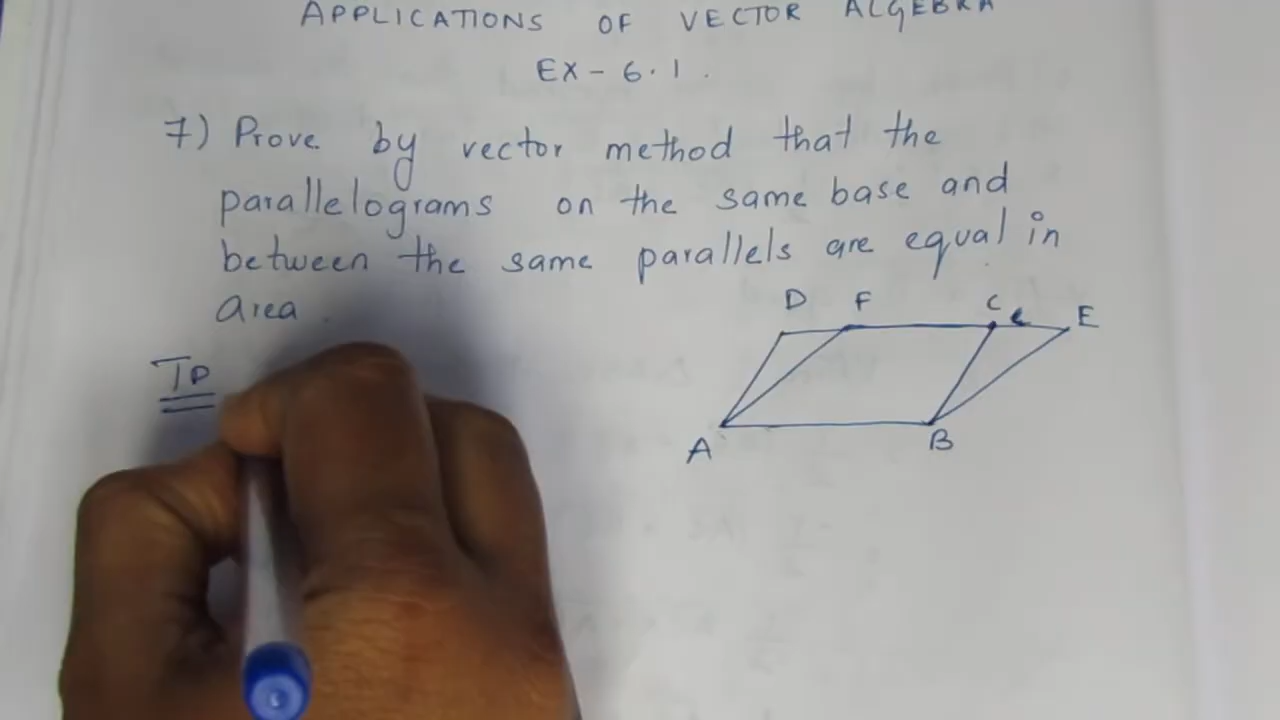 APPLICATIONS OF VECTOR ALGEBRA
EX - 6.1.
7) Prove by vector method that the
parallelograms on the same base and
between the same parallels are equal in
area.
D F C E
TP
A B